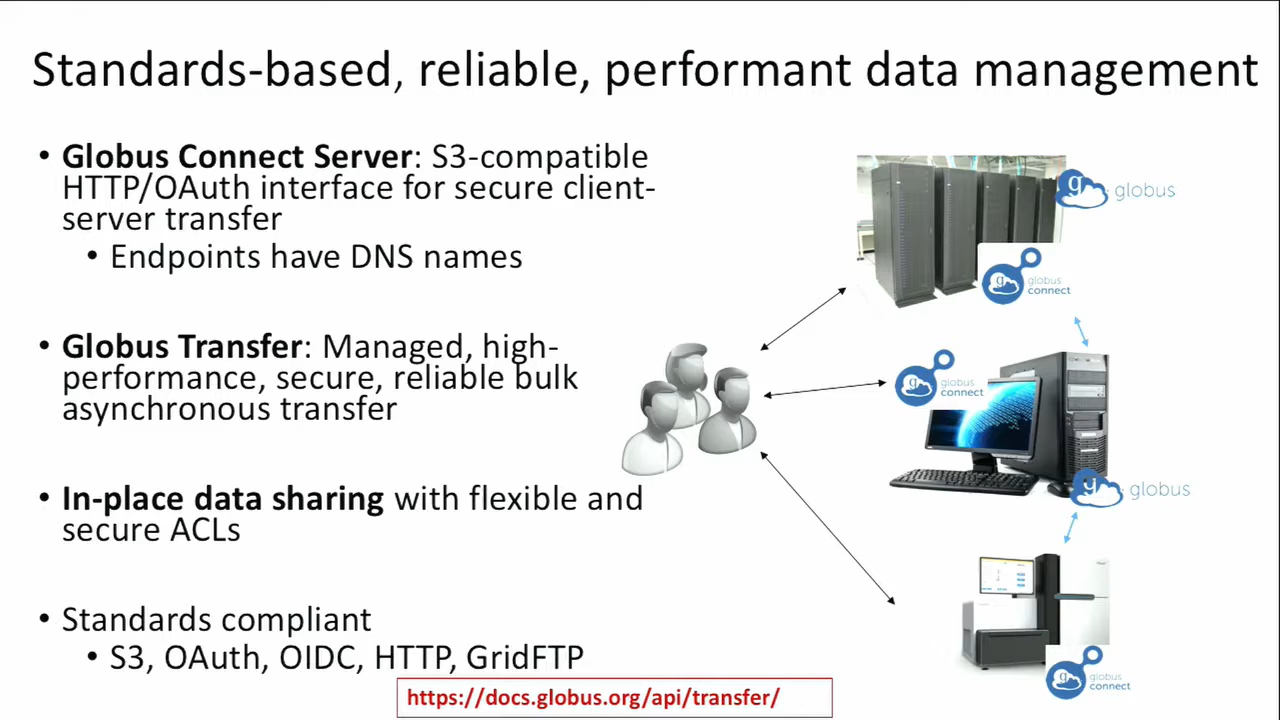 Standards-based, reliable, performant data management
• Globus Connect Server: S3-compatible
HTTP/OAuth interface for secure client-
server transfer
• Endpoints have DNS names
• Globus Transfer: Managed, high-
performance, secure, reliable bulk
asynchronous transfer
• In-place data sharing with flexible and
secure ACLs
• Standards compliant
• S3, OAuth, OIDC, HTTP, GridFTP
https://docs.globus.org/api/transfer/
g globus
g globus
connect
g globus
connect
g globus
g globus
connect